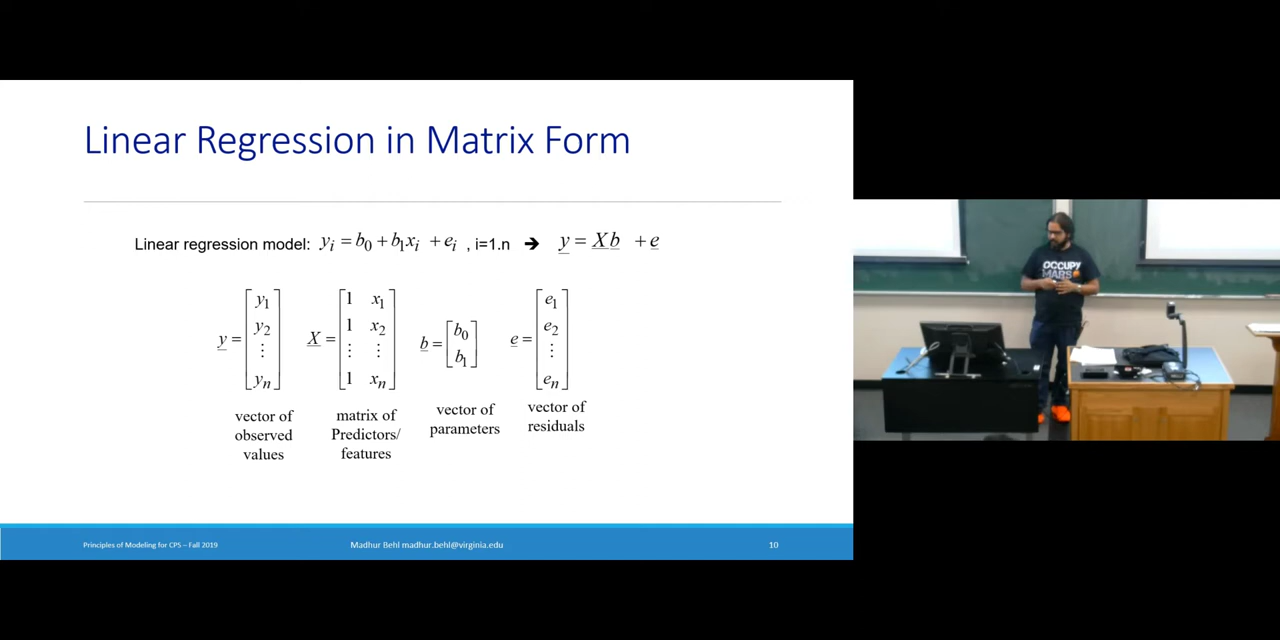 Linear Regression in Matrix Form
Linear regression model: yᵢ = b₀ + b₁xᵢ + eᵢ , i=1.n ➔ y = Xb + e
y = [y₁ y₂ ⋮ yₙ] X = [1 x₁ 1 x₂ ⋮ ⋮ 1 xₙ] b = [b₀ b₁] e = [e₁ e₂ ⋮ eₙ]
vector of
observed
values
matrix of
Predictors/
features
vector of
parameters
vector of
residuals
Principles of Modeling for CPS – Fall 2019
Madhur Behl madhur.behl@virginia.edu
10
OCCUPY
MARS